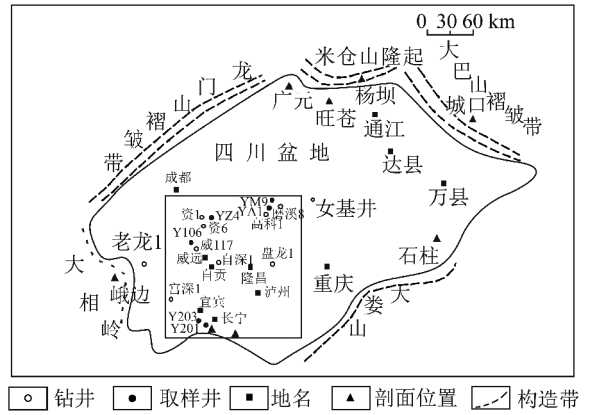 0 30 60 km
米仓山隆起
大巴山褶皱带
龙门山褶皱带
城口
广元
旺苍
杨坝
通江
四川盆地
达县
成都
万县
YM9
YA1
磨溪8
高科1
女基井
资1
YZ4
资6
Y106
威117
威远
自深1
自贡
盘龙1
隆昌
老龙1
石柱
大相岭
峨边
宫深1
泸州
重庆
大娄山
宜宾
Y203
Y201
长宁
钻井
取样井
地名
剖面位置
构造带